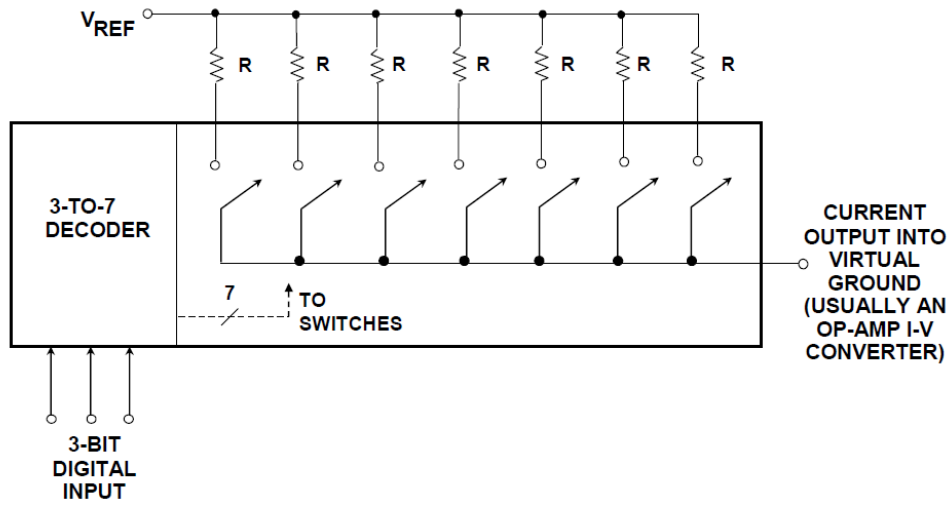 VREF
R R R R R R R
3-TO-7
DECODER
7
TO
SWITCHES
CURRENT
OUTPUT INTO
VIRTUAL
GROUND
(USUALLY AN
OP-AMP I-V
CONVERTER)
3-BIT
DIGITAL
INPUT